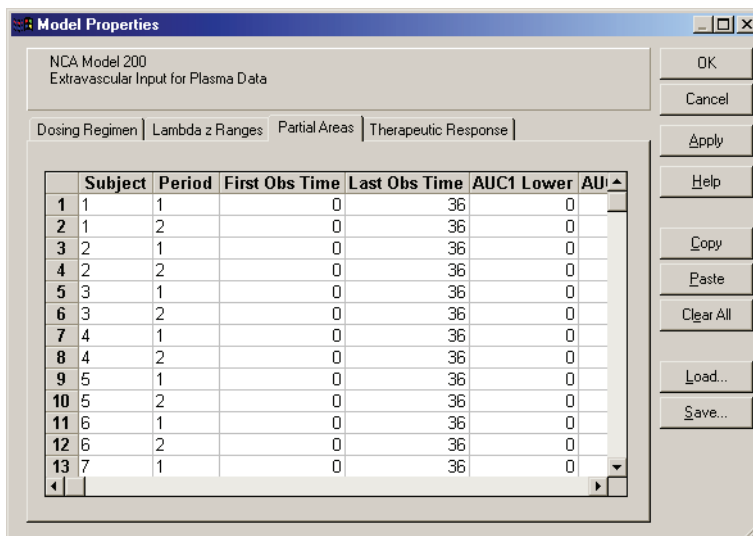 Model Properties
NCA Model 200
Extravascular Input for Plasma Data
Dosing Regimen Lambda z Ranges Partial Areas Therapeutic Response
Subject Period First Obs Time Last Obs Time AUC1 Lower
1 1 1 0 36 0
2 1 2 0 36 0
3 2 1 0 36 0
4 2 2 0 36 0
5 3 1 0 36 0
6 3 2 0 36 0
7 4 1 0 36 0
8 4 2 0 36 0
9 5 1 0 36 0
10 5 2 0 36 0
11 6 1 0 36 0
12 6 2 0 36 0
13 7 1 0 36 0
OK
Cancel
Apply
Help
Copy
Paste
Clear All
Load...
Save...